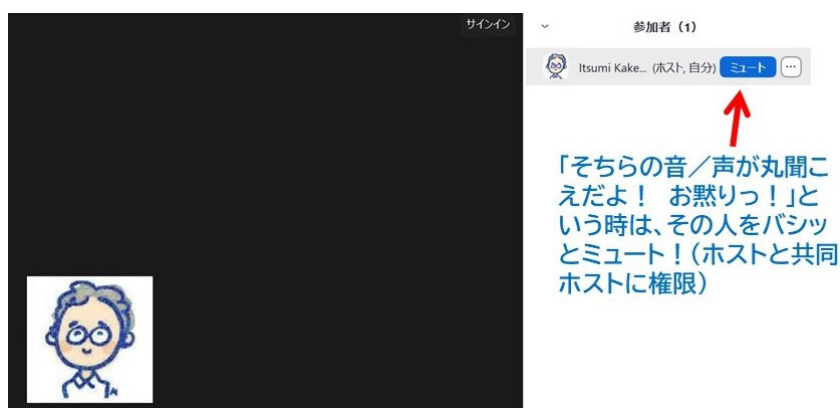 サインイン
参加者（1）
Itsumi Kake... (ホスト, 自分) ミュート ...
「そちらの音／声が丸聞こ
えだよ！　お黙りっ！」と
いう時は、その人をバシッ
とミュート！（ホストと共同
ホストに権限）